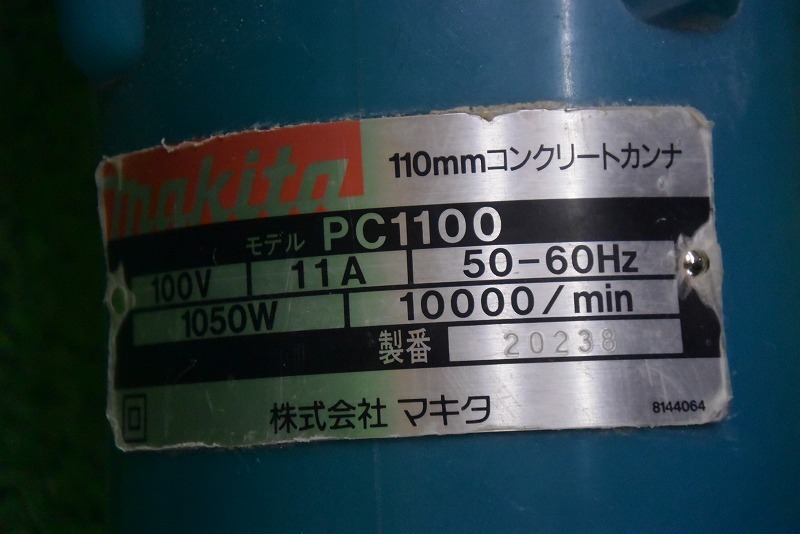 makita
110mmコンクリートカンナ
モデル PC1100
100V 11A 50-60Hz
1050W 10000/min
製番 20238
株式会社 マキタ
8144064